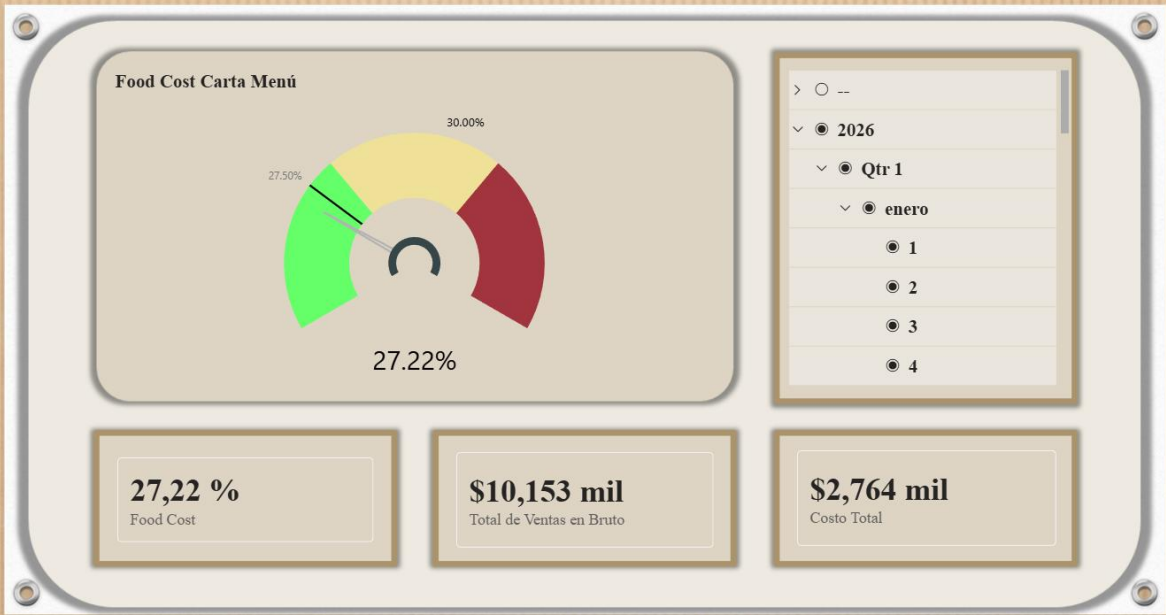 Food Cost Carta Menú
30.00%
27.50%
27.22%
--
2026
Qtr 1
enero
1
2
3
4
27,22 %
Food Cost
$10,153 mil
Total de Ventas en Bruto
$2,764 mil
Costo Total